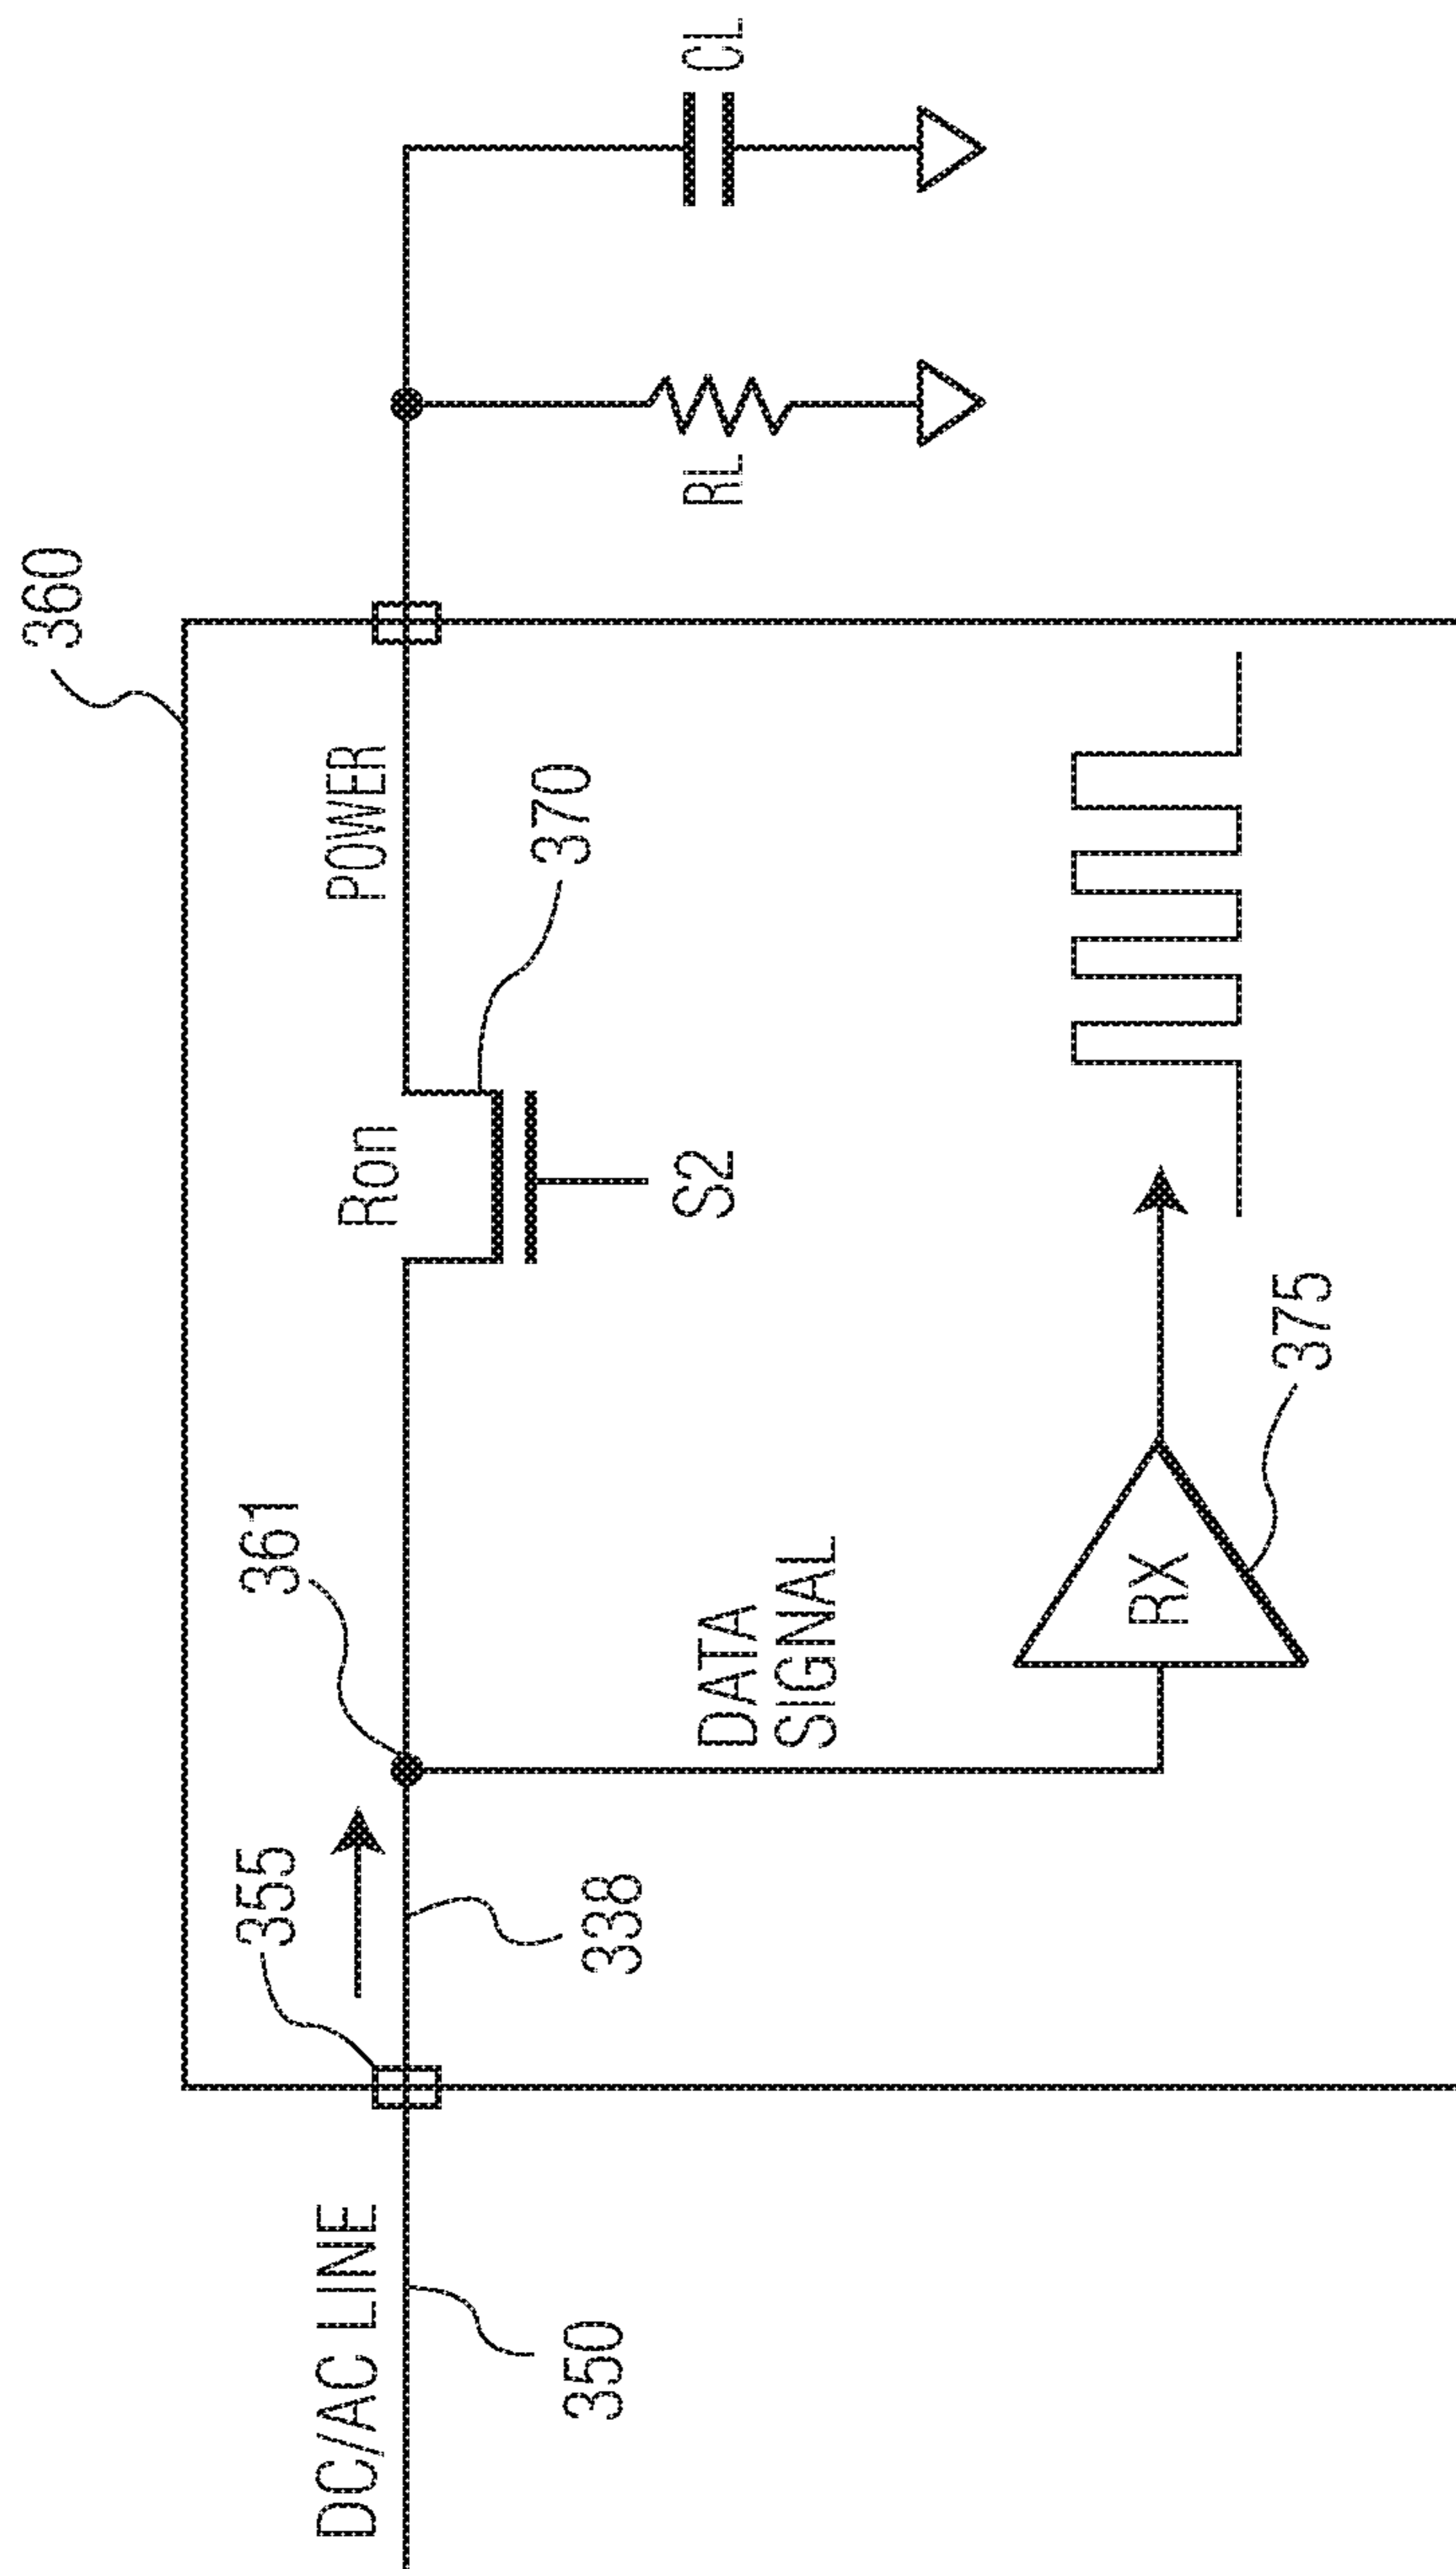 360
355
361
POWER
DC/AC LINE
Ron
370
350
338
S2
RL
CL
DATA
SIGNAL
RX
375